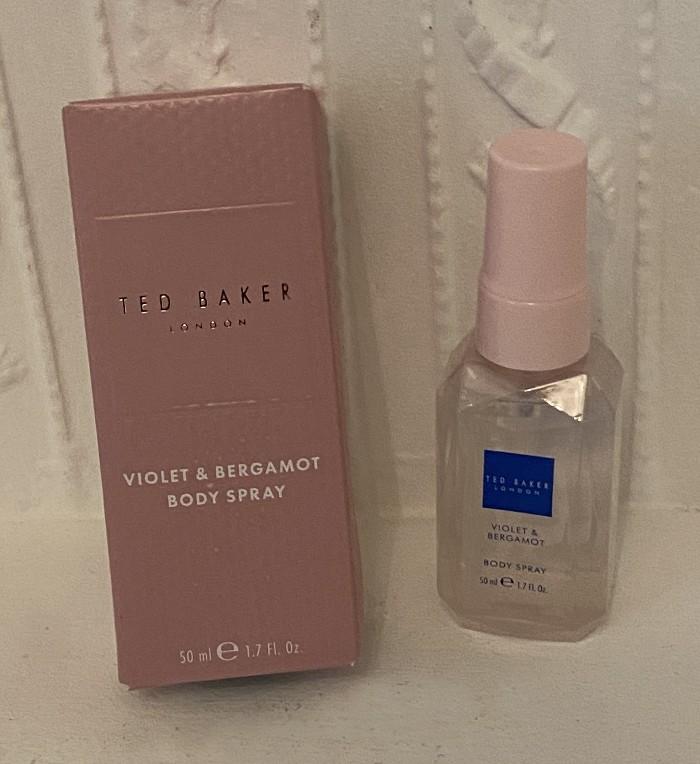 TED BAKER
LONDON
VIOLET & BERGAMOT
BODY SPRAY
50 ml ℮ 1.7 Fl. Oz.
TED BAKER
LONDON
VIOLET &
BERGAMOT
BODY SPRAY
50 ml ℮ 1.7 fl. Oz.